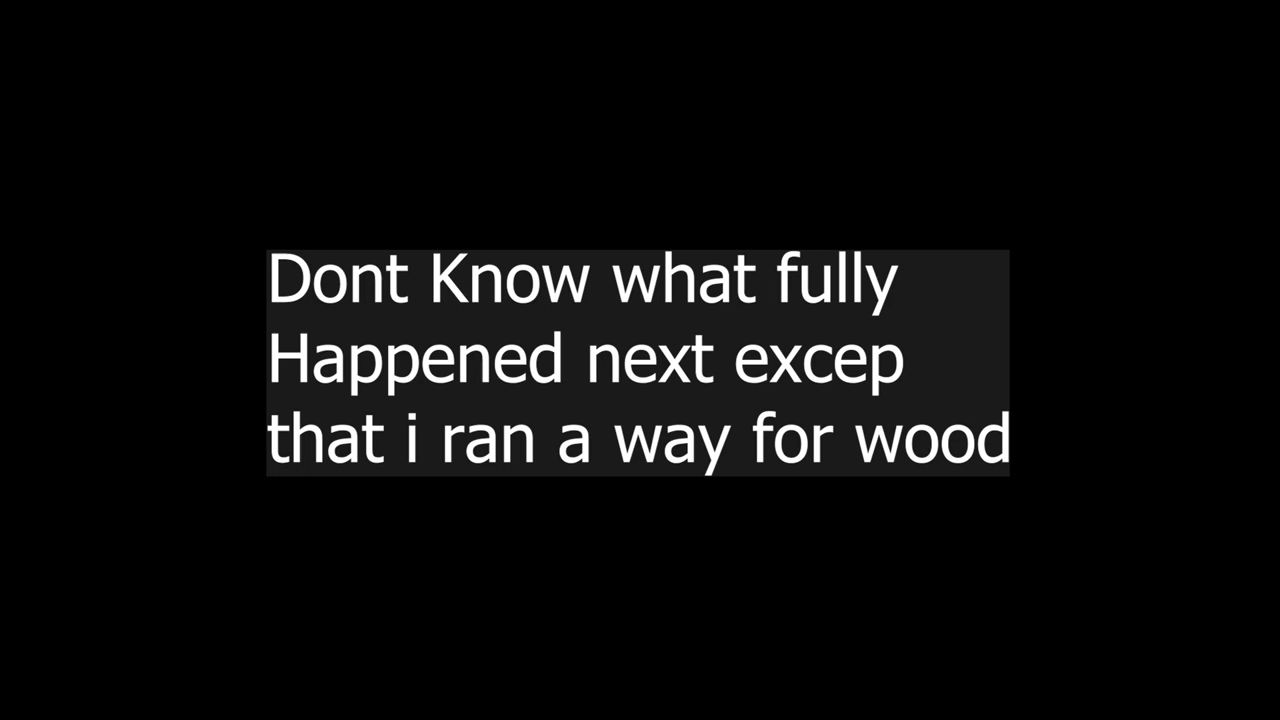 Dont Know what fully
Happened next excep
that i ran a way for wood